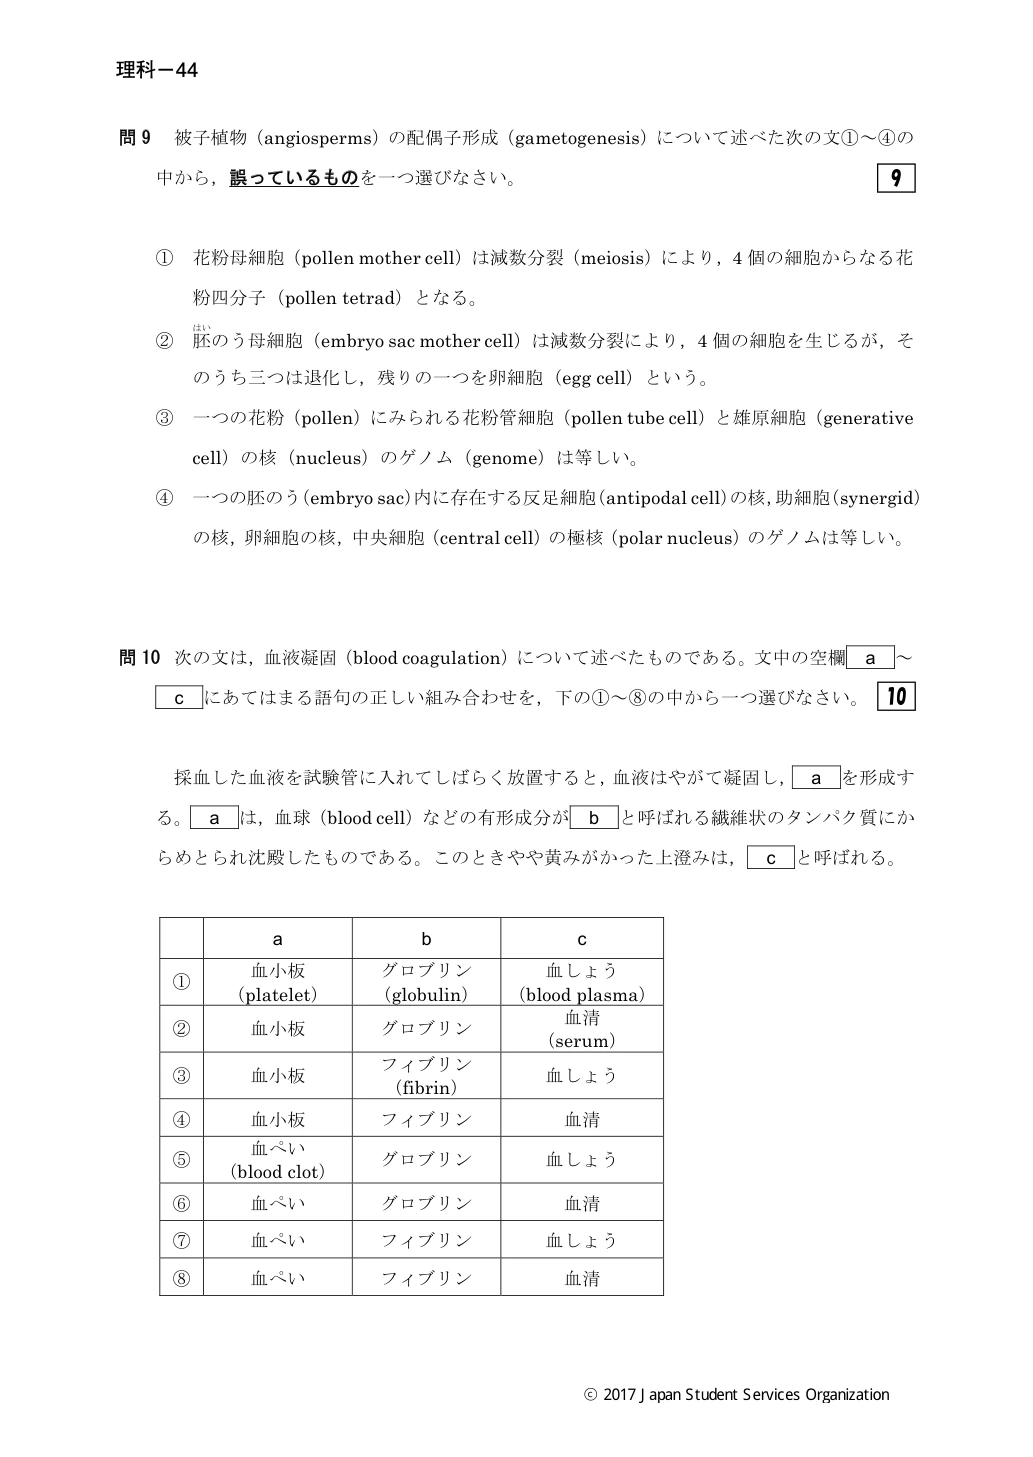 理科－44
問 9　被子植物（angiosperms）の配偶子形成（gametogenesis）について述べた次の文①～④の
中から，誤っているものを一つ選びなさい。 9
①　花粉母細胞（pollen mother cell）は減数分裂（meiosis）により，4 個の細胞からなる花
粉四分子（pollen tetrad）となる。
はい
②　胚のう母細胞（embryo sac mother cell）は減数分裂により，4 個の細胞を生じるが，そ
のうち三つは退化し，残りの一つを卵細胞（egg cell）という。
③　一つの花粉（pollen）にみられる花粉管細胞（pollen tube cell）と雄原細胞（generative
cell）の核（nucleus）のゲノム（genome）は等しい。
④　一つの胚のう（embryo sac）内に存在する反足細胞（antipodal cell）の核，助細胞（synergid）
の核，卵細胞の核，中央細胞（central cell）の極核（polar nucleus）のゲノムは等しい。
問 10　次の文は，血液凝固（blood coagulation）について述べたものである。文中の空欄 a ～
c にあてはまる語句の正しい組み合わせを，下の①～⑧の中から一つ選びなさい。 10
採血した血液を試験管に入れてしばらく放置すると，血液はやがて凝固し， a を形成す
る。 a は，血球（blood cell）などの有形成分が b と呼ばれる繊維状のタンパク質にか
らめとられ沈殿したものである。このときやや黄みがかった上澄みは， c と呼ばれる。
a b c
① 血小板（platelet） グロブリン（globulin） 血しょう（blood plasma）
② 血小板 グロブリン 血清（serum）
③ 血小板 フィブリン（fibrin） 血しょう
④ 血小板 フィブリン 血清
⑤ 血ぺい（blood clot） グロブリン 血しょう
⑥ 血ぺい グロブリン 血清
⑦ 血ぺい フィブリン 血しょう
⑧ 血ぺい フィブリン 血清
© 2017 Japan Student Services Organization